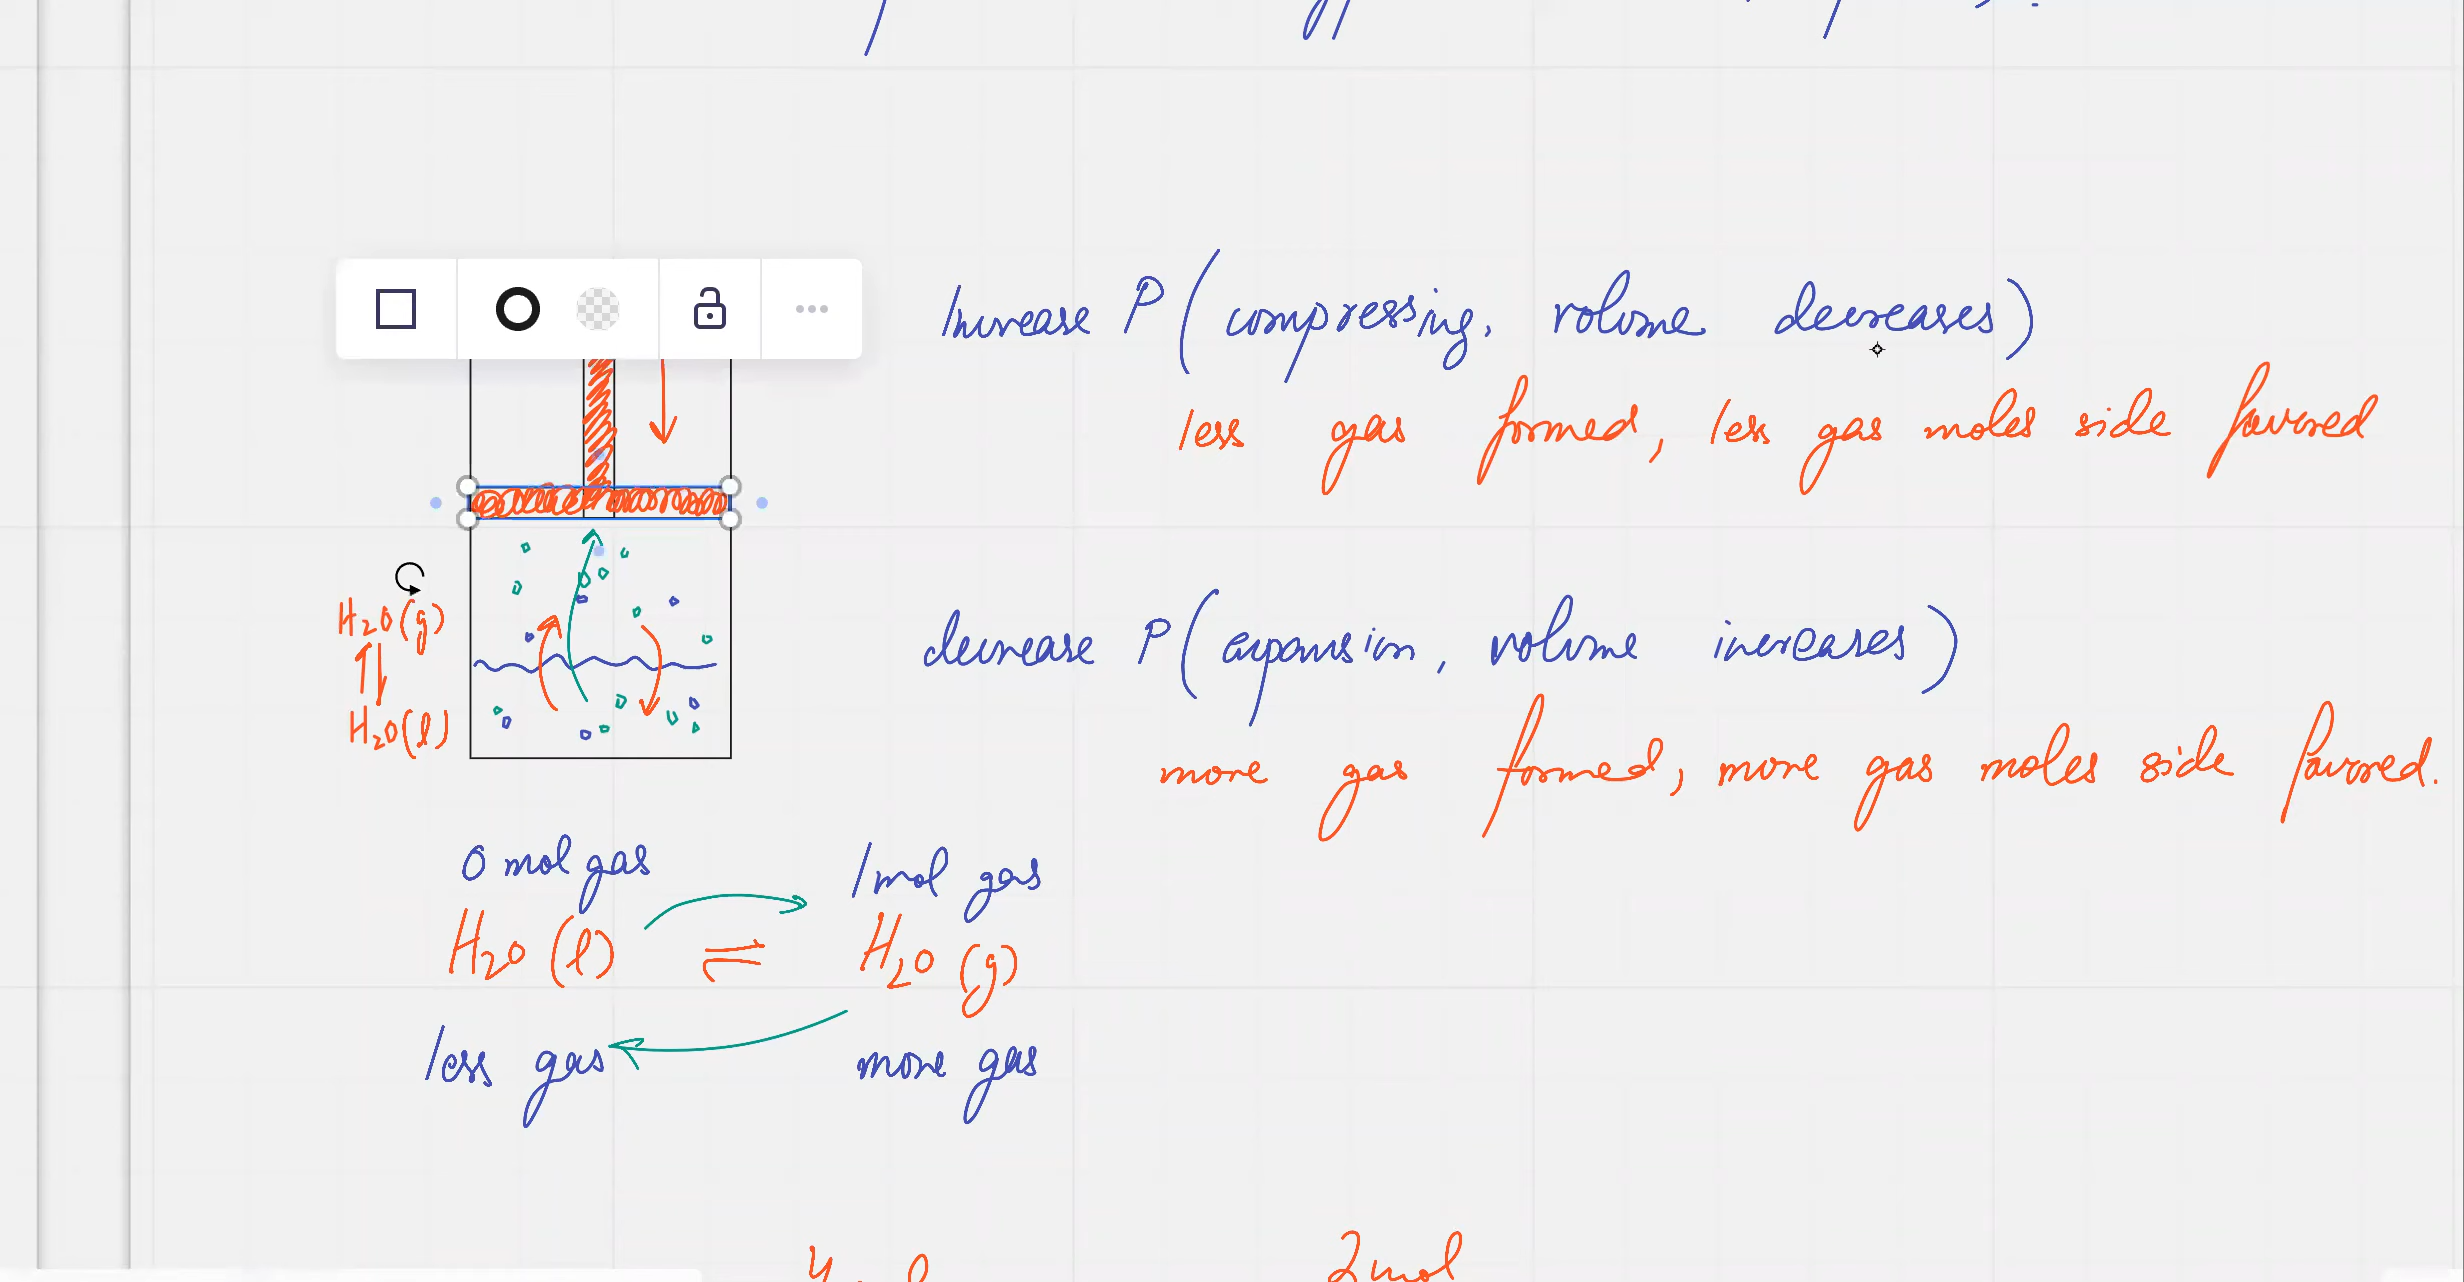 Increase P (compressing, volume decreases)
less gas formed, less gas moles side favored
H2O(g)
H2O(l)
decrease P (expansion, volume increases)
more gas formed, more gas moles side favored.
0 mol gas 1 mol gas
H2O (l) ⇌ H2O (g)
less gas more gas
2mol